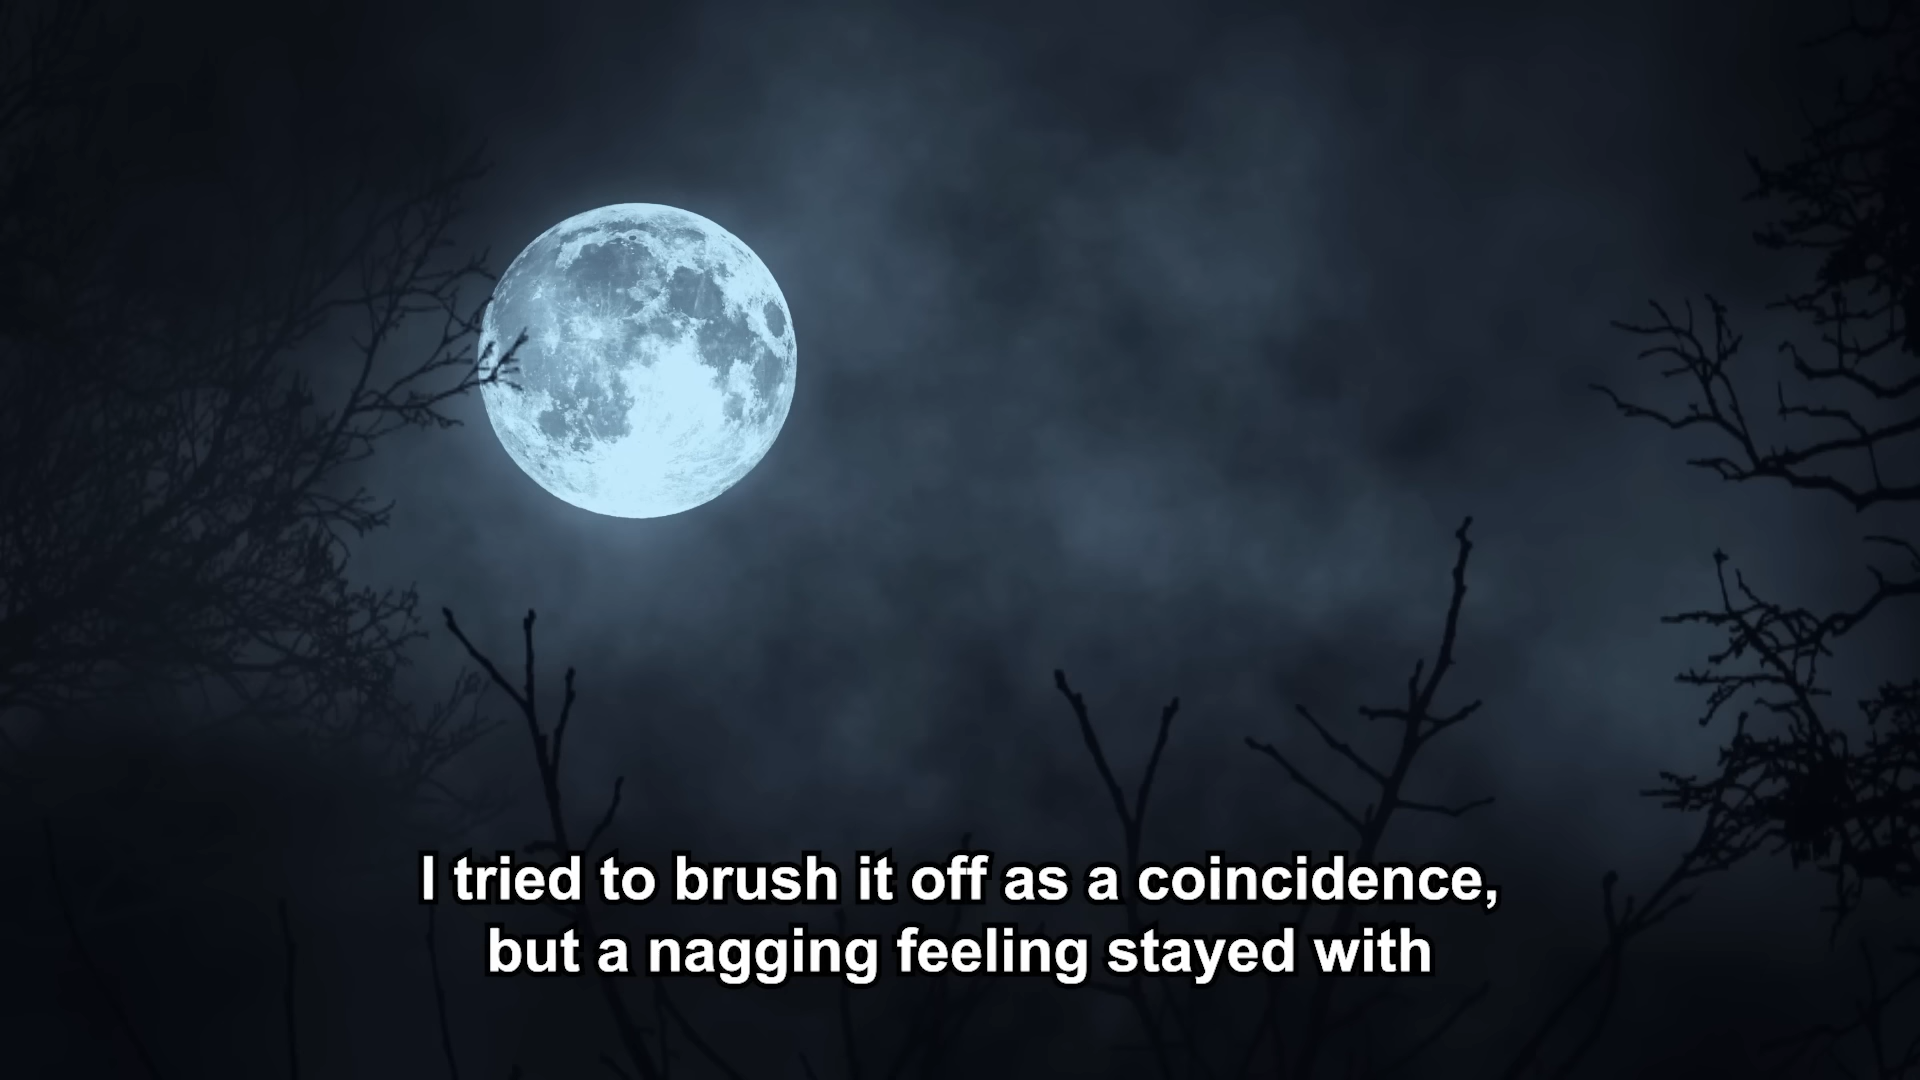 I tried to brush it off as a coincidence,
but a nagging feeling stayed with